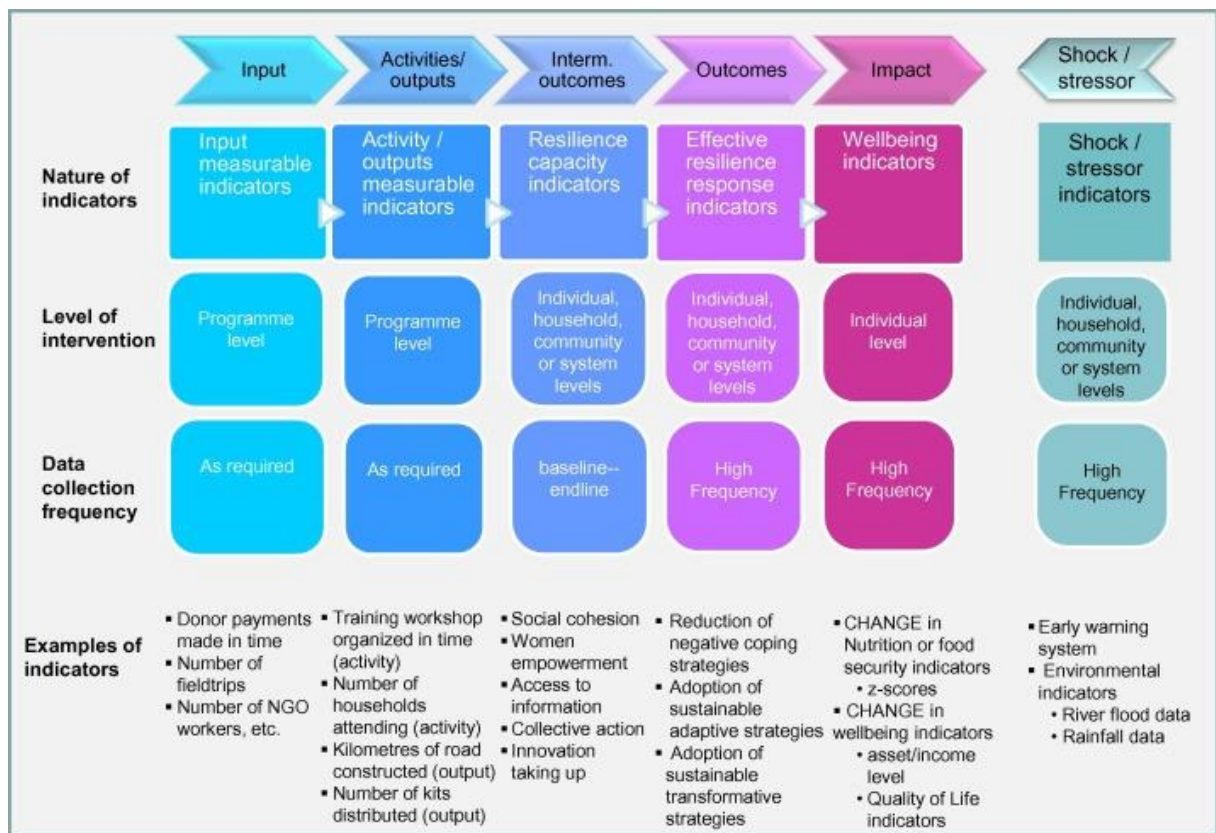 Input
Activities/
outputs
Interm.
outcomes
Outcomes
Impact
Shock /
stressor
Nature of
indicators
Input
measurable
indicators
Activity /
outputs
measurable
indicators
Resilience
capacity
indicators
Effective
resilience
response
indicators
Wellbeing
indicators
Shock /
stressor
indicators
Level of
intervention
Programme
level
Programme
level
Individual,
household,
community
or system
levels
Individual,
household,
community
or system
levels
Individual
level
Individual,
household,
community
or system
levels
Data
collection
frequency
As required
As required
baseline--
endline
High
Frequency
High
Frequency
High
Frequency
Examples of
indicators
▪ Donor payments
made in time
▪ Number of
fieldtrips
▪ Number of NGO
workers, etc.
▪ Training workshop
organized in time
(activity)
▪ Number of
households
attending (activity)
▪ Kilometres of road
constructed (output)
▪ Number of kits
distributed (output)
▪ Social cohesion
▪ Women
empowerment
▪ Access to
information
▪ Collective action
▪ Innovation
taking up
▪ Reduction of
negative coping
strategies
▪ Adoption of
sustainable
adaptive strategies
▪ Adoption of
sustainable
transformative
strategies
▪ CHANGE in
Nutrition or food
security indicators
• z-scores
▪ CHANGE in
wellbeing indicators
• asset/income
level
• Quality of Life
indicators
▪ Early warning
system
▪ Environmental
indicators
• River flood data
• Rainfall data